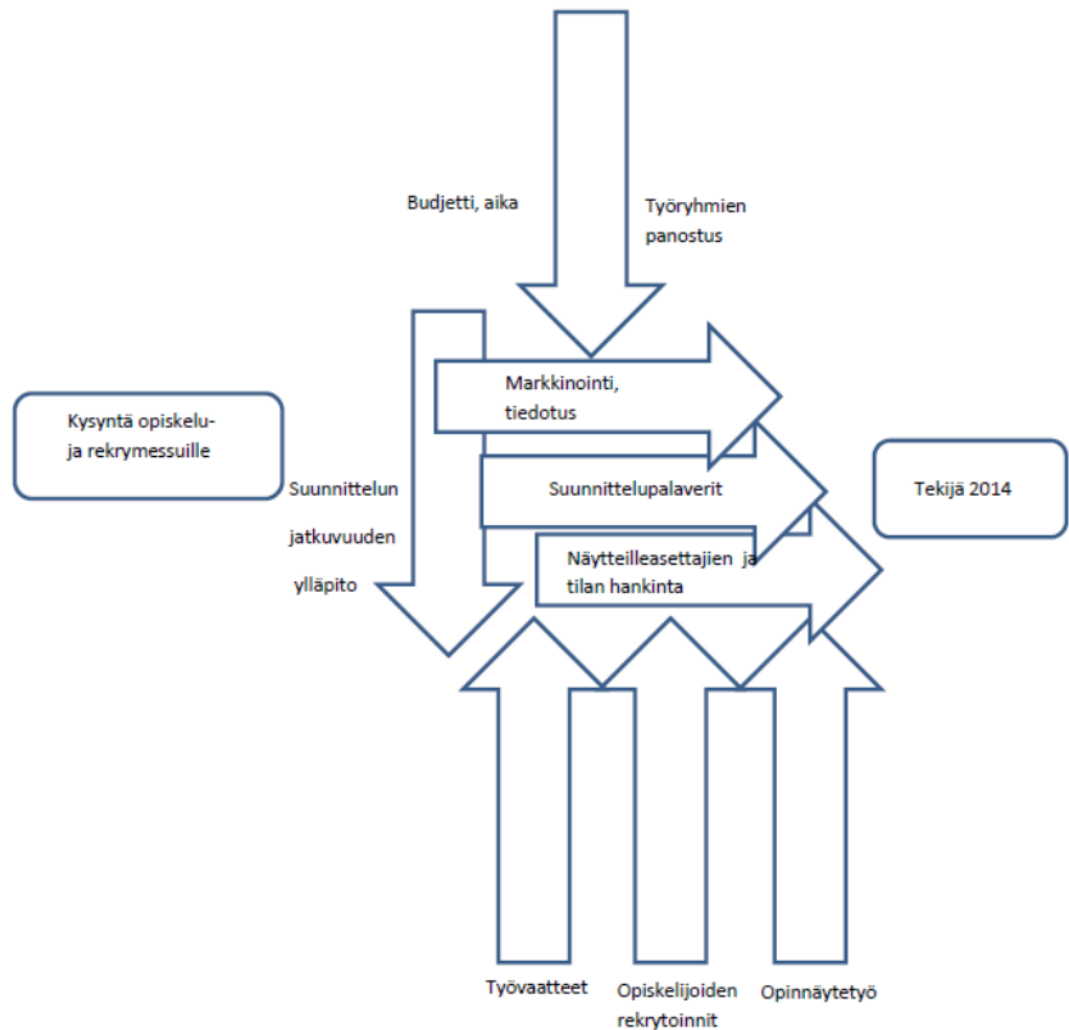 Budjetti, aika
Työryhmien
panostus
Markkinointi,
tiedotus
Kysyntä opiskelu-
ja rekrymessuille
Suunnittelun
jatkuvuuden
ylläpito
Suunnittelupalaverit
Tekijä 2014
Näytteilleasettajien ja
tilan hankinta
Työvaatteet
Opiskelijoiden
rekrytoinnit
Opinnäytetyö